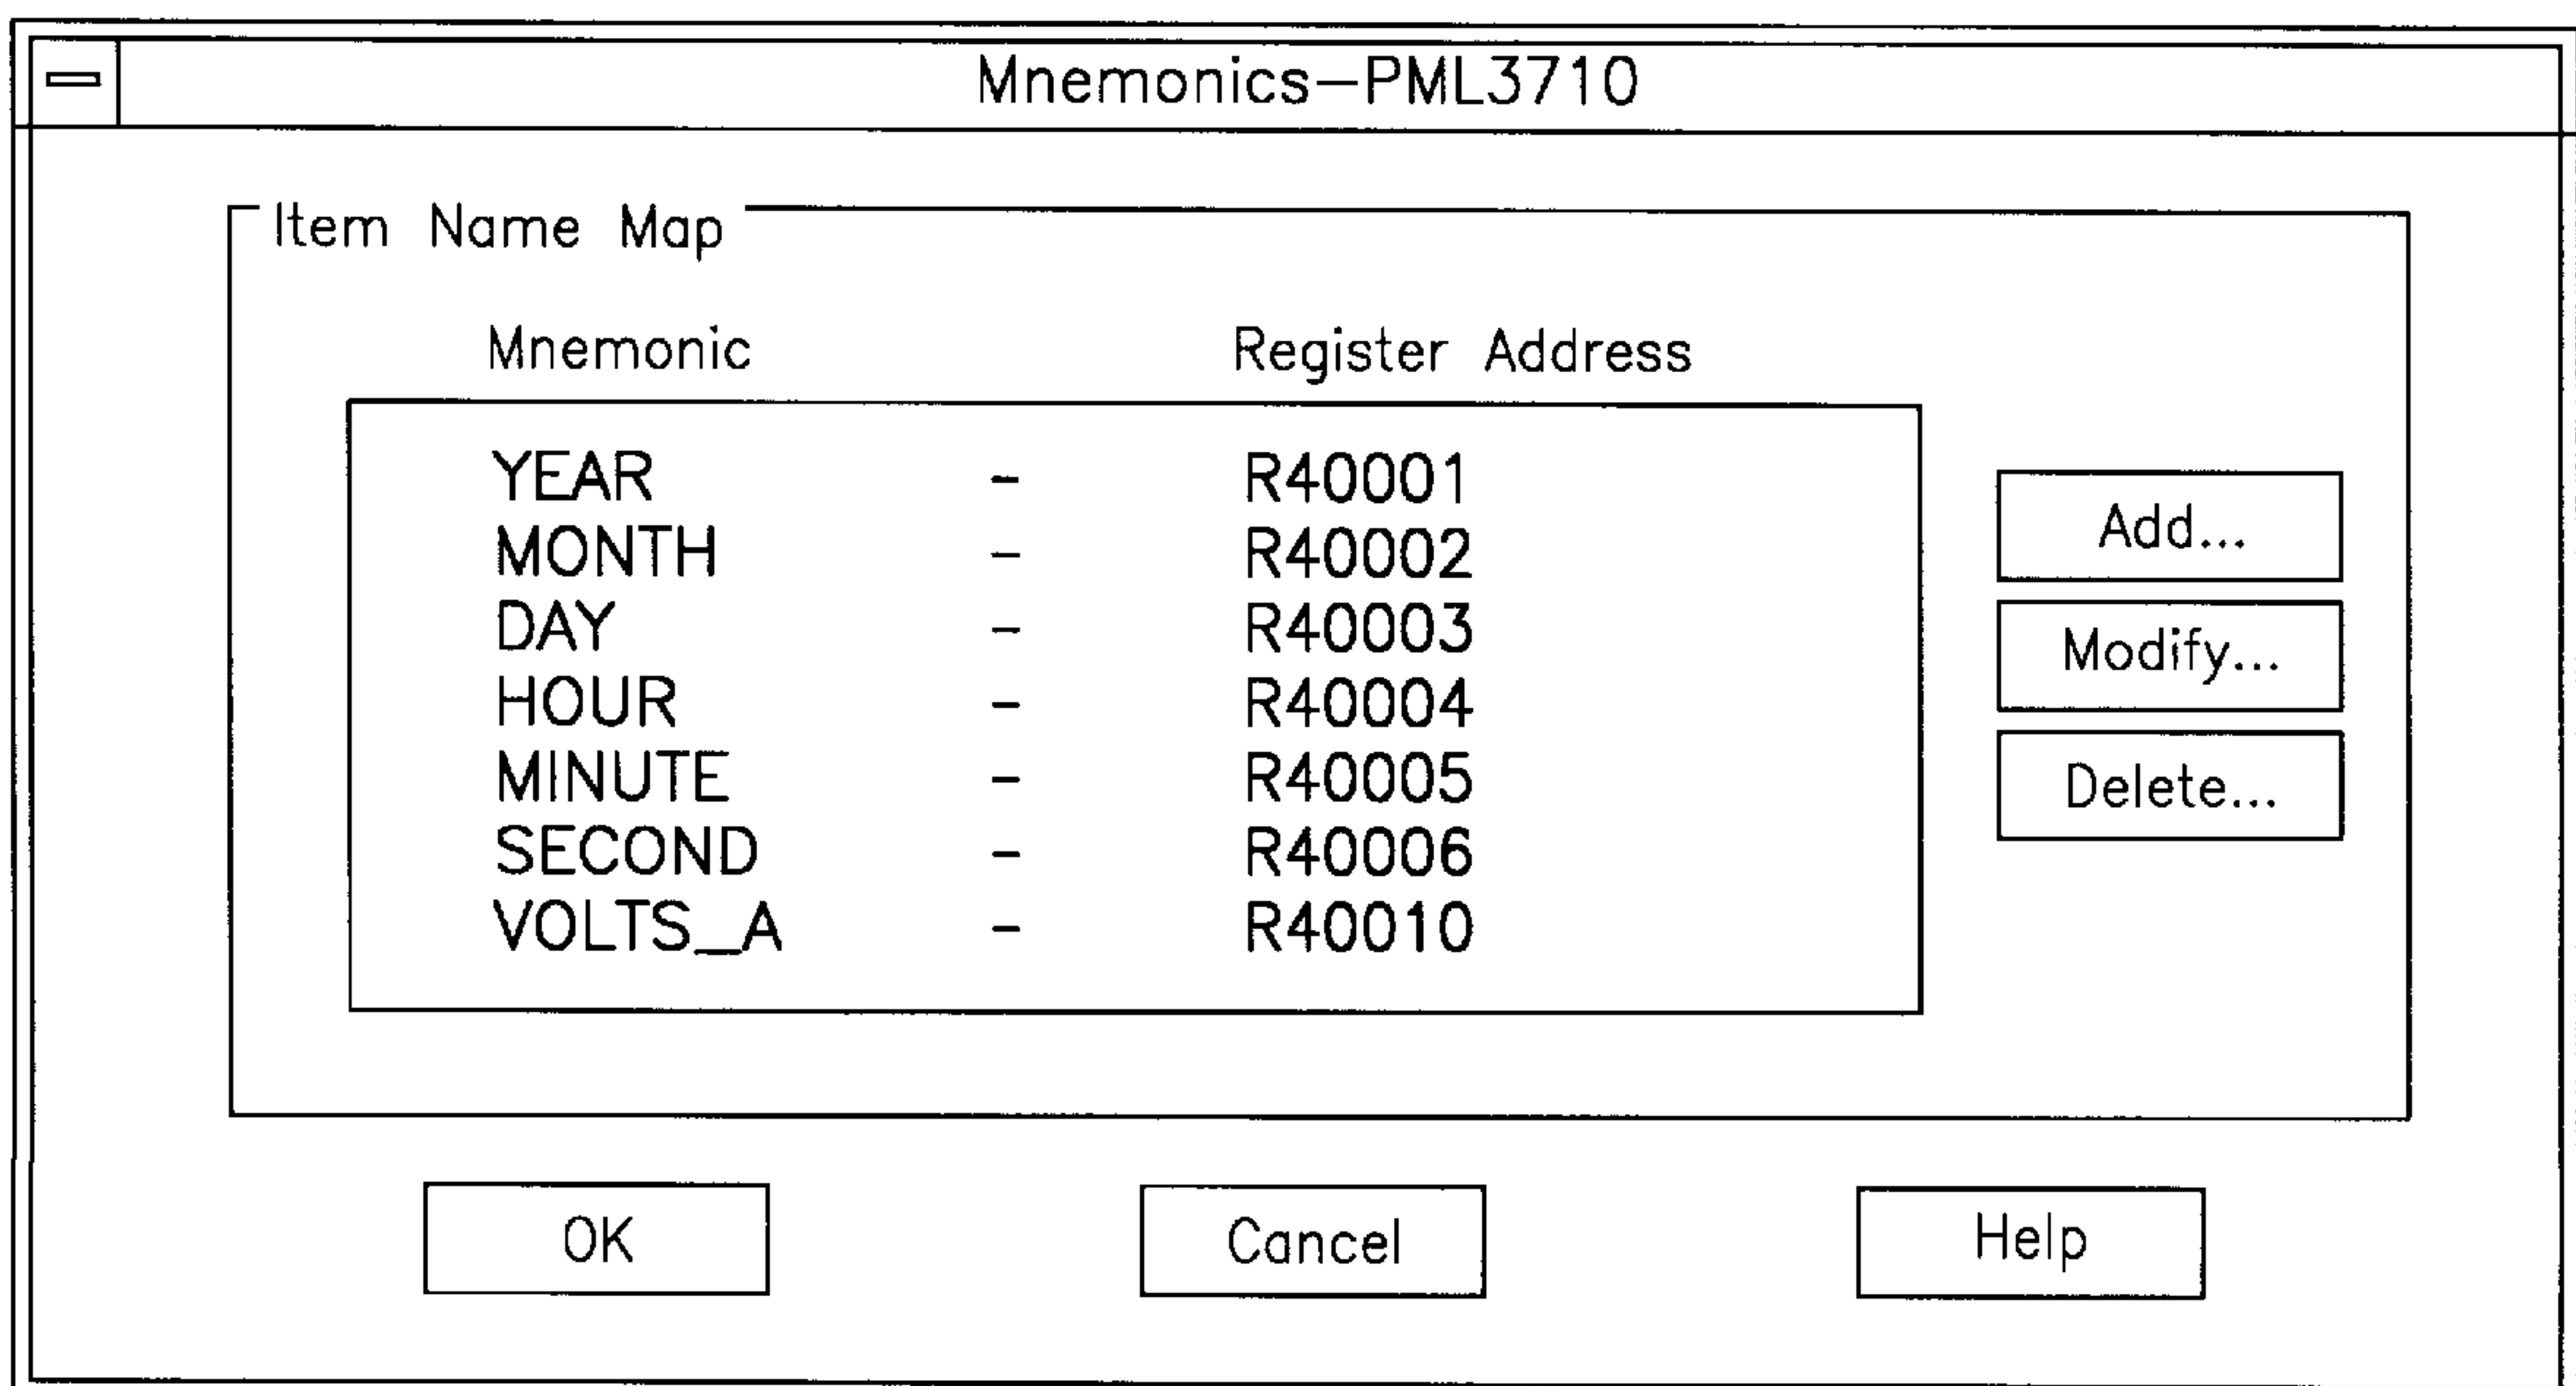 Mnemonics-PML3710
Item Name Map
Mnemonic Register Address
YEAR - R40001
MONTH - R40002
DAY - R40003
HOUR - R40004
MINUTE - R40005
SECOND - R40006
VOLTS_A - R40010
Add...
Modify...
Delete...
OK Cancel Help